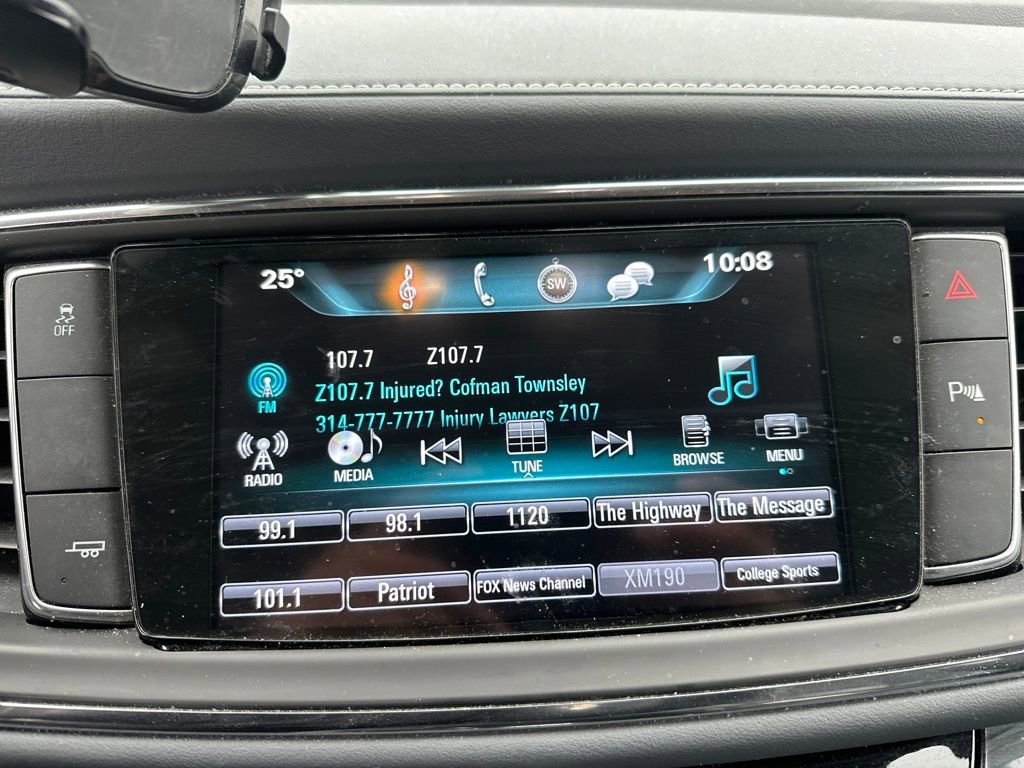 25° SW 10:08
OFF
107.7 Z107.7
Z107.7 Injured? Cofman Townsley
314-777-7777 Injury Lawyers Z107
FM
P
RADIO MEDIA TUNE BROWSE MENU
99.1 98.1 1120 The Highway The Message
101.1 Patriot FOX News Channel XM190 College Sports